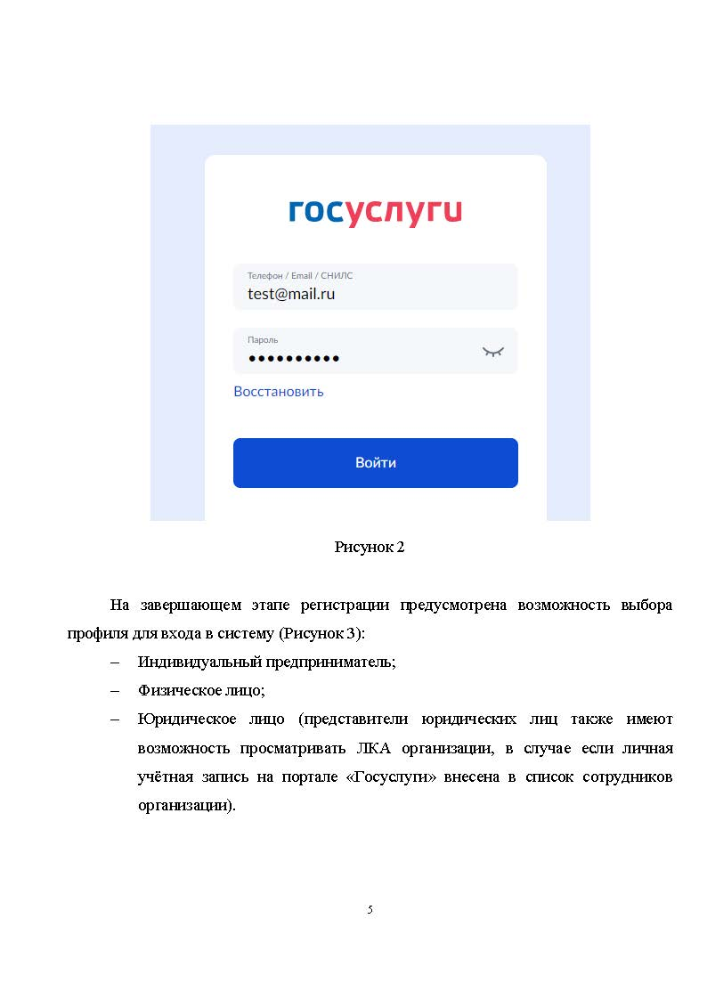 госуслуги
Телефон / Email / СНИЛС
test@mail.ru
Пароль
••••••••••
Восстановить
Войти
Рисунок 2
На завершающем этапе регистрации предусмотрена возможность выбора
профиля для входа в систему (Рисунок 3):
– Индивидуальный предприниматель;
– Физическое лицо;
– Юридическое лицо (представители юридических лиц также имеют
возможность просматривать ЛКА организации, в случае если личная
учётная запись на портале «Госуслуги» внесена в список сотрудников
организации).
5